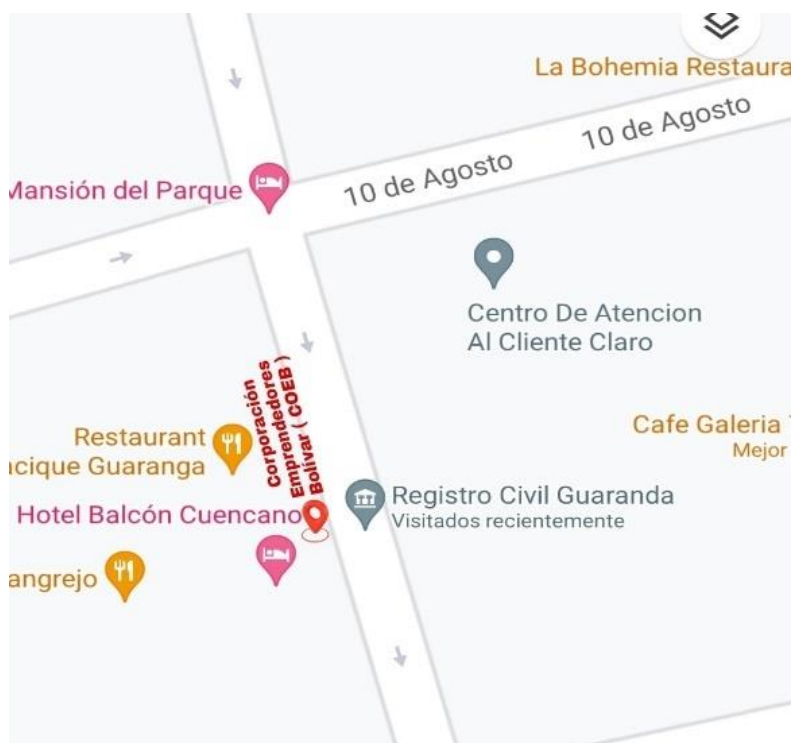 La Bohemia Restaura
10 de Agosto
10 de Agosto
Mansión del Parque
Centro De Atencion
Al Cliente Claro
Corporación
Emprendedores
Bolívar ( COEB )
Restaurant
acique Guaranga
Cafe Galeria
Mejor
Registro Civil Guaranda
Visitados recientemente
Hotel Balcón Cuencano
angrejo